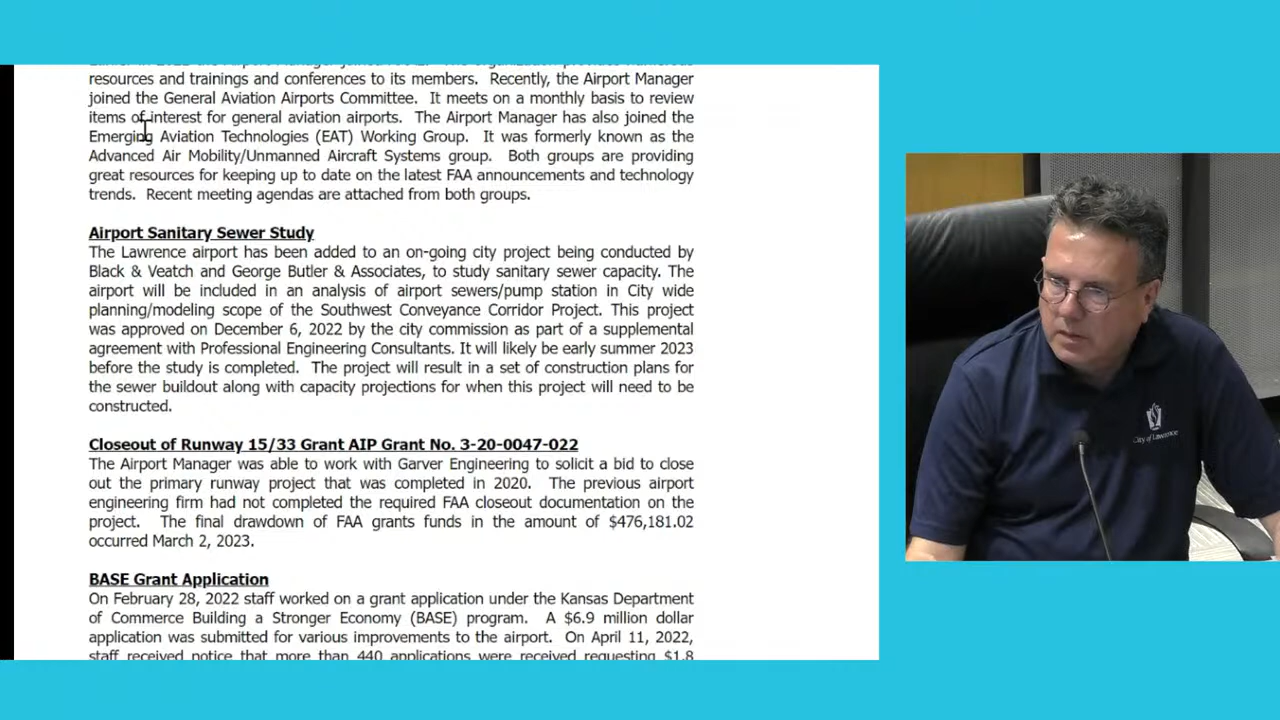 resources and trainings and conferences to its members. Recently, the Airport Manager
joined the General Aviation Airports Committee. It meets on a monthly basis to review
items of interest for general aviation airports. The Airport Manager has also joined the
Emerging Aviation Technologies (EAT) Working Group. It was formerly known as the
Advanced Air Mobility/Unmanned Aircraft Systems group. Both groups are providing
great resources for keeping up to date on the latest FAA announcements and technology
trends. Recent meeting agendas are attached from both groups.
Airport Sanitary Sewer Study
The Lawrence airport has been added to an on-going city project being conducted by
Black & Veatch and George Butler & Associates, to study sanitary sewer capacity. The
airport will be included in an analysis of airport sewers/pump station in City wide
planning/modeling scope of the Southwest Conveyance Corridor Project. This project
was approved on December 6, 2022 by the city commission as part of a supplemental
agreement with Professional Engineering Consultants. It will likely be early summer 2023
before the study is completed. The project will result in a set of construction plans for
the sewer buildout along with capacity projections for when this project will need to be
constructed.
Closeout of Runway 15/33 Grant AIP Grant No. 3-20-0047-022
The Airport Manager was able to work with Garver Engineering to solicit a bid to close
out the primary runway project that was completed in 2020. The previous airport
engineering firm had not completed the required FAA closeout documentation on the
project. The final drawdown of FAA grants funds in the amount of $476,181.02
occurred March 2, 2023.
BASE Grant Application
On February 28, 2022 staff worked on a grant application under the Kansas Department
of Commerce Building a Stronger Economy (BASE) program. A $6.9 million dollar
application was submitted for various improvements to the airport. On April 11, 2022,
staff received notice that more than 440 applications were received requesting $1.8
City of Lawrence